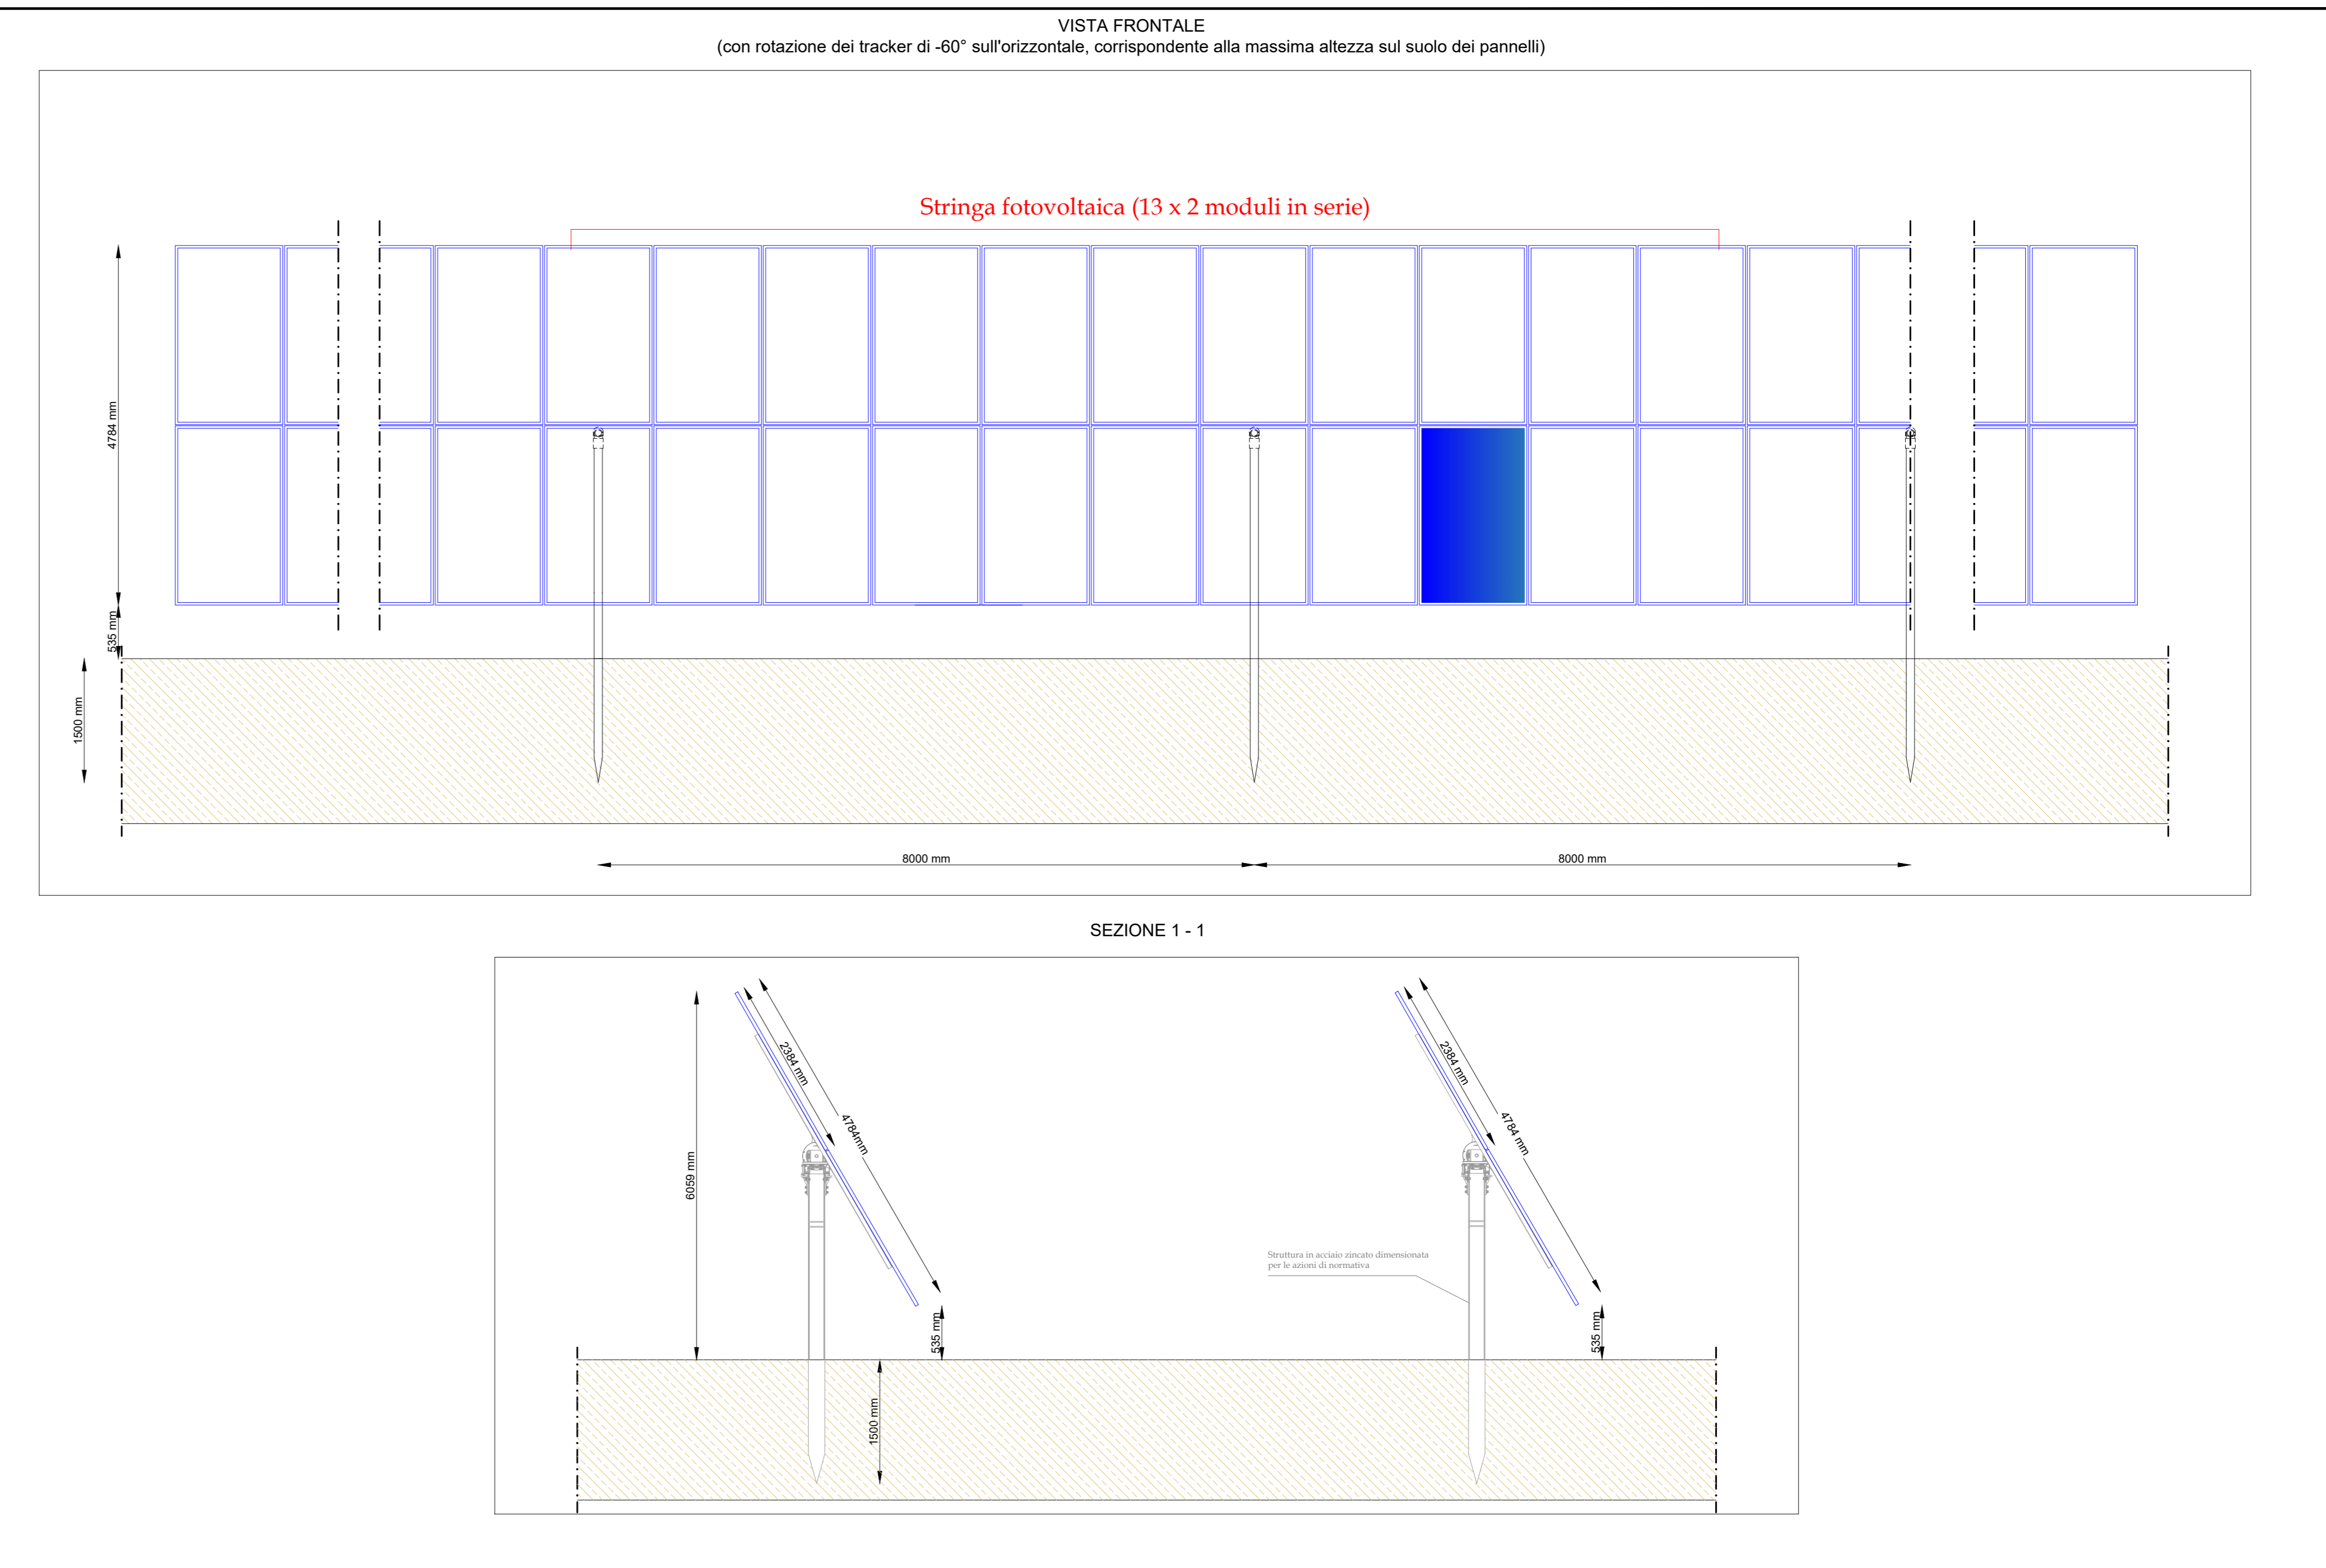 VISTA FRONTALE
(con rotazione dei tracker di -60° sull'orizzontale, corrispondente alla massima altezza sul suolo dei pannelli)
Stringa fotovoltaica (13 x 2 moduli in serie)
4784 mm
535 mm
1500 mm
8000 mm
8000 mm
SEZIONE 1 - 1
2384 mm
4784mm
6059 mm
535 mm
1500 mm
2384 mm
4784 mm
Struttura in acciaio zincato dimensionata
per le azioni di normativa
535 mm